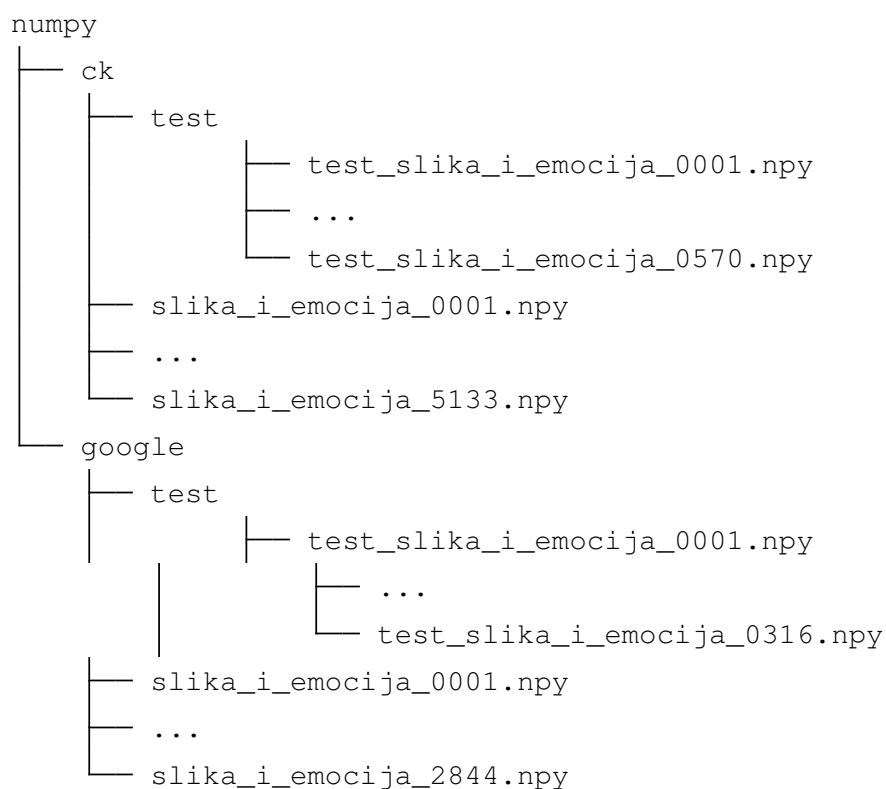 numpy
ck
test
test_slika_i_emocija_0001.npy
...
test_slika_i_emocija_0570.npy
slika_i_emocija_0001.npy
...
slika_i_emocija_5133.npy
google
test
test_slika_i_emocija_0001.npy
...
test_slika_i_emocija_0316.npy
slika_i_emocija_0001.npy
...
slika_i_emocija_2844.npy